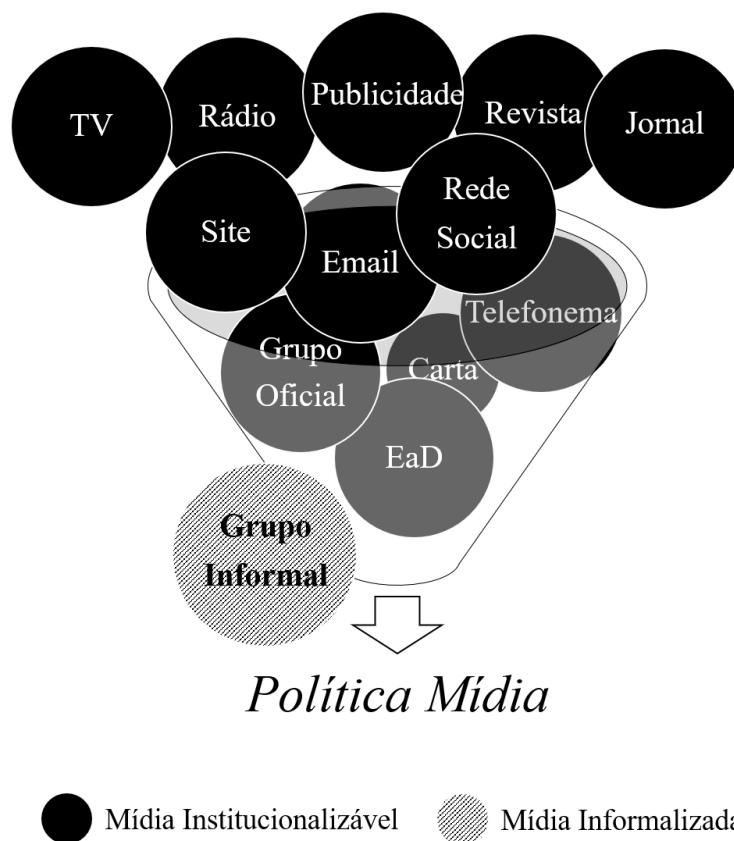 TV
Rádio
Publicidade
Revista
Jornal
Site
Email
Rede
Social
Telefonema
Grupo
Oficial
Carta
EaD
Grupo
Informal
Política Mídia
Mídia Institucionalizável
Mídia Informalizada